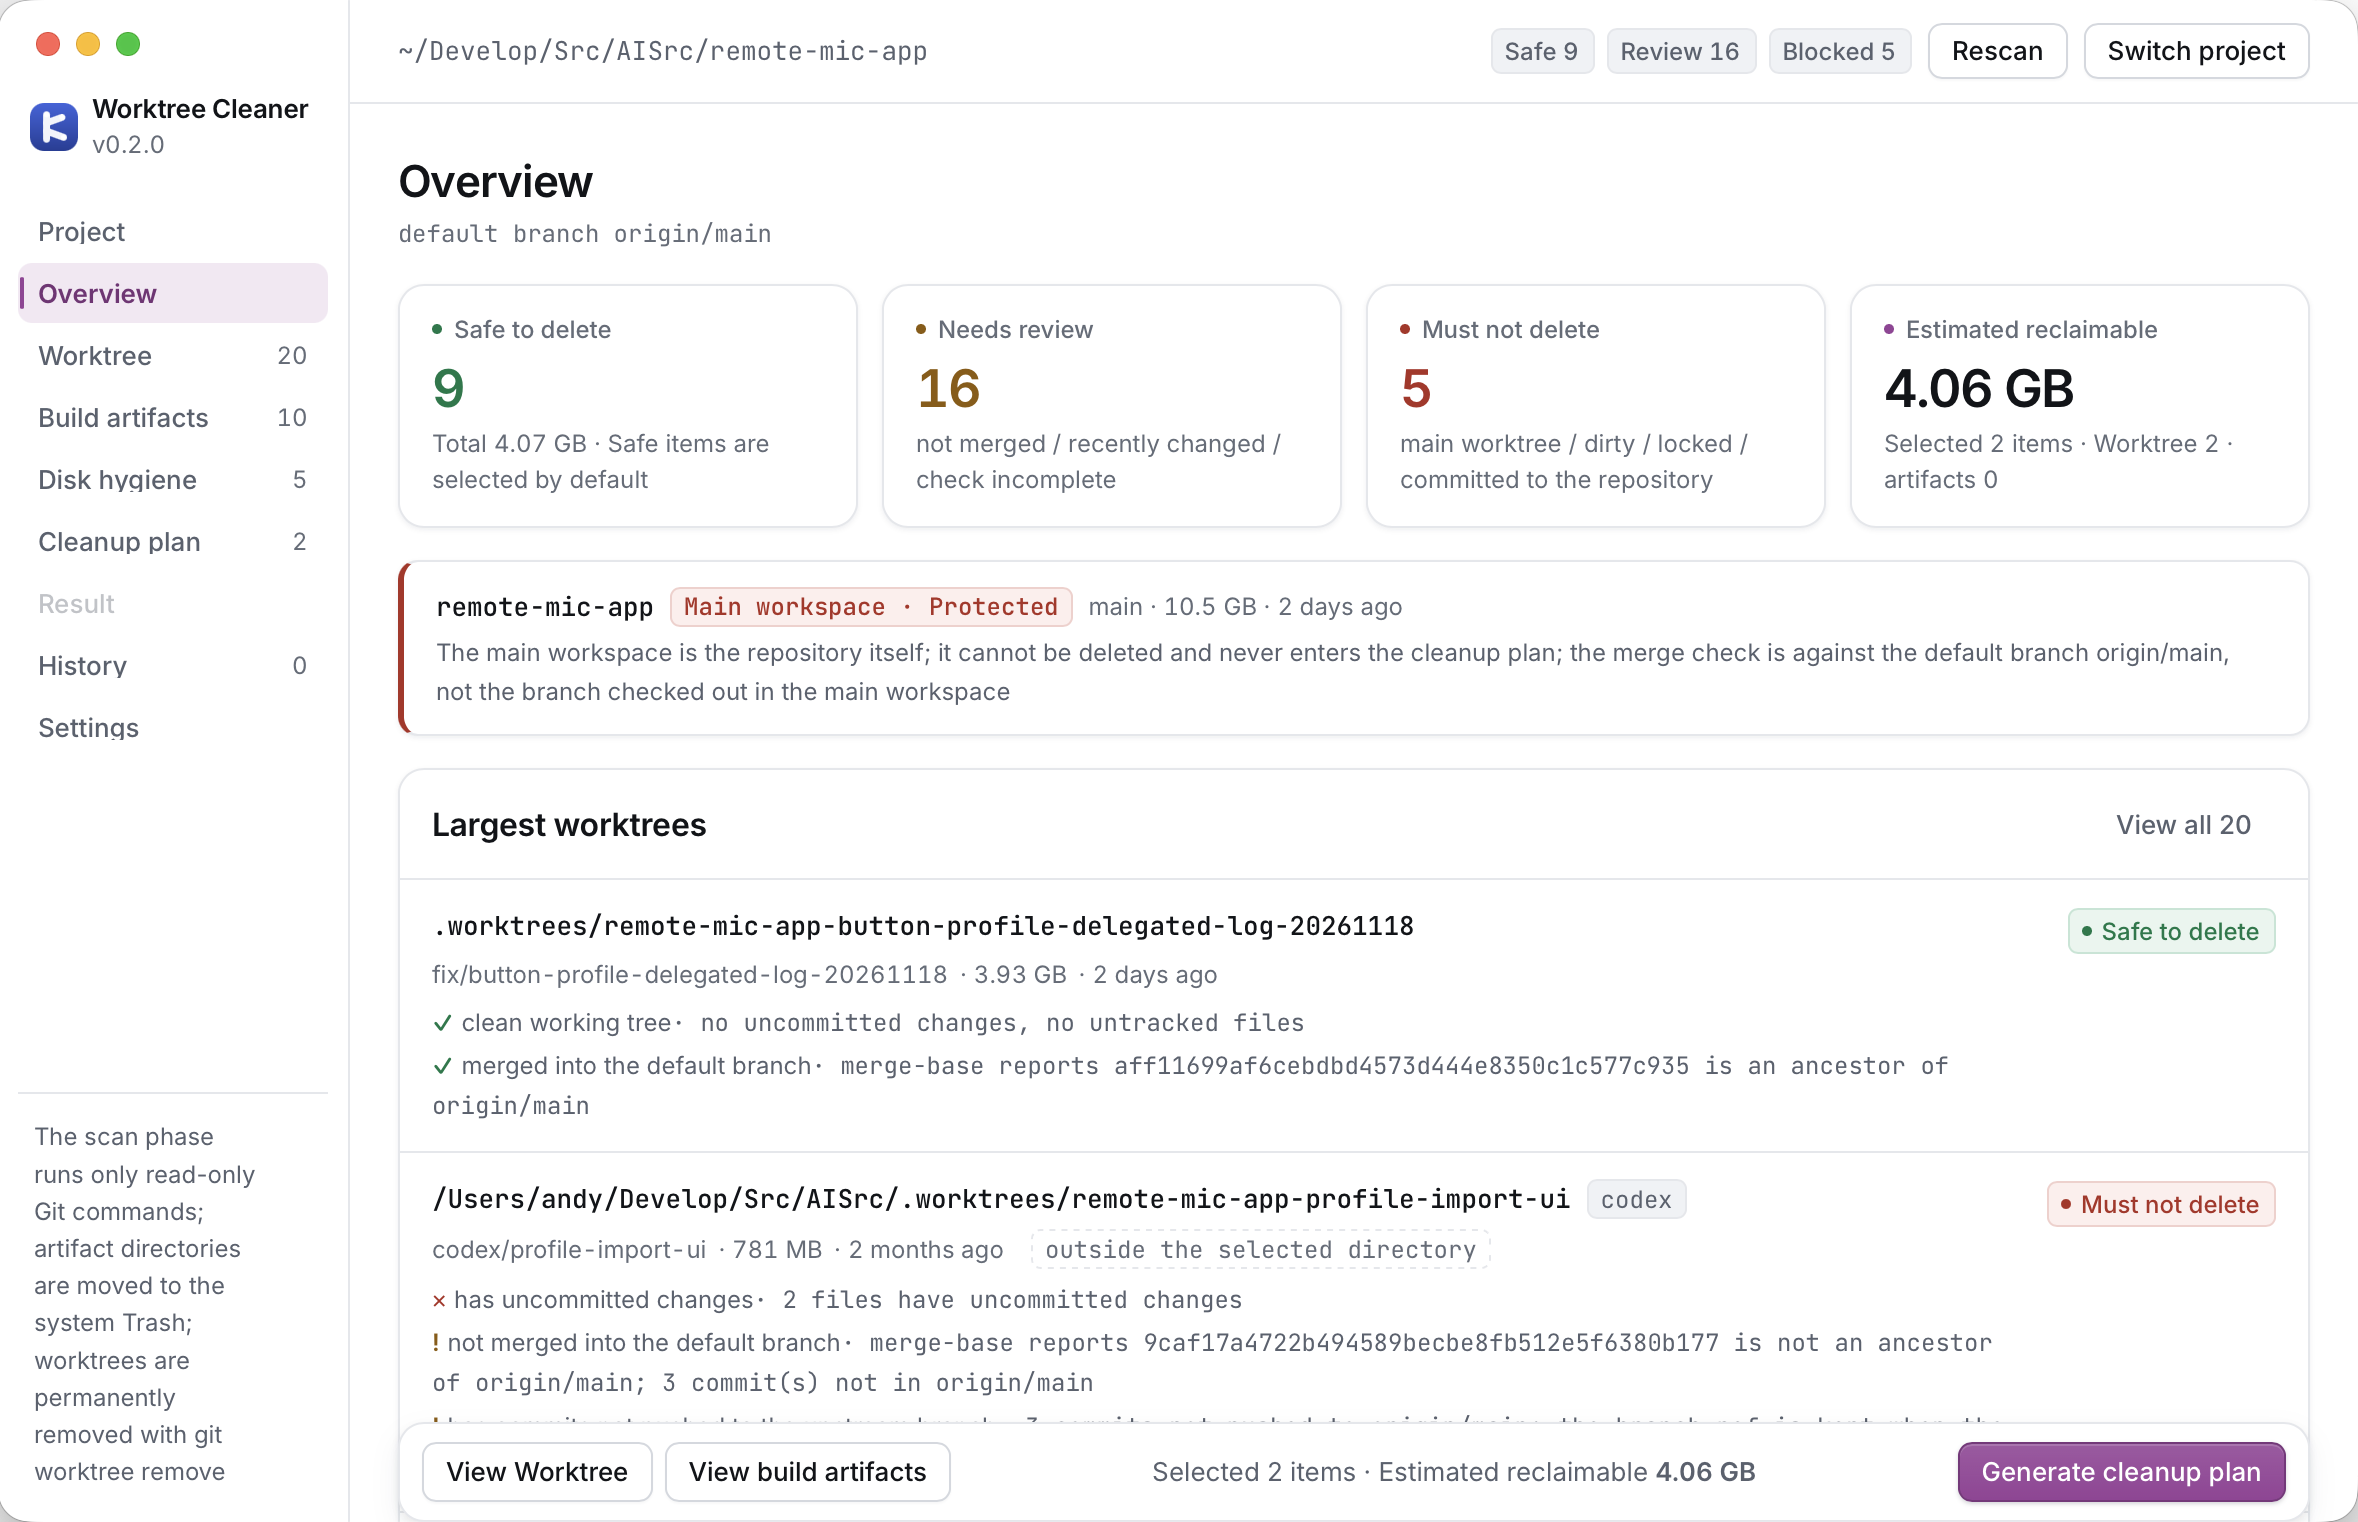 Worktree Cleaner
v0.2.0
Project
Overview
Worktree 20
Build artifacts 10
Disk hygiene 5
Cleanup plan 2
Result
History 0
Settings
The scan phase
runs only read-only
Git commands;
artifact directories
are moved to the
system Trash;
worktrees are
permanently
removed with git
worktree remove
~/Develop/Src/AISrc/remote-mic-app
Safe 9
Review 16
Blocked 5
Rescan
Switch project
Overview
default branch origin/main
Safe to delete
9
Total 4.07 GB · Safe items are
selected by default
Needs review
16
not merged / recently changed /
check incomplete
Must not delete
5
main worktree / dirty / locked /
committed to the repository
Estimated reclaimable
4.06 GB
Selected 2 items · Worktree 2 ·
artifacts 0
remote-mic-app Main workspace · Protected main · 10.5 GB · 2 days ago
The main workspace is the repository itself; it cannot be deleted and never enters the cleanup plan; the merge check is against the default branch origin/main,
not the branch checked out in the main workspace
Largest worktrees View all 20
.worktrees/remote-mic-app-button-profile-delegated-log-20261118 Safe to delete
fix/button-profile-delegated-log-20261118 · 3.93 GB · 2 days ago
✓ clean working tree· no uncommitted changes, no untracked files
✓ merged into the default branch· merge-base reports aff11699af6cebdbd4573d444e8350c1c577c935 is an ancestor of
origin/main
/Users/andy/Develop/Src/AISrc/.worktrees/remote-mic-app-profile-import-ui codex Must not delete
codex/profile-import-ui · 781 MB · 2 months ago outside the selected directory
× has uncommitted changes· 2 files have uncommitted changes
! not merged into the default branch· merge-base reports 9caf17a4722b494589becbe8fb512e5f6380b177 is not an ancestor
of origin/main; 3 commit(s) not in origin/main
View Worktree
View build artifacts
Selected 2 items · Estimated reclaimable 4.06 GB
Generate cleanup plan